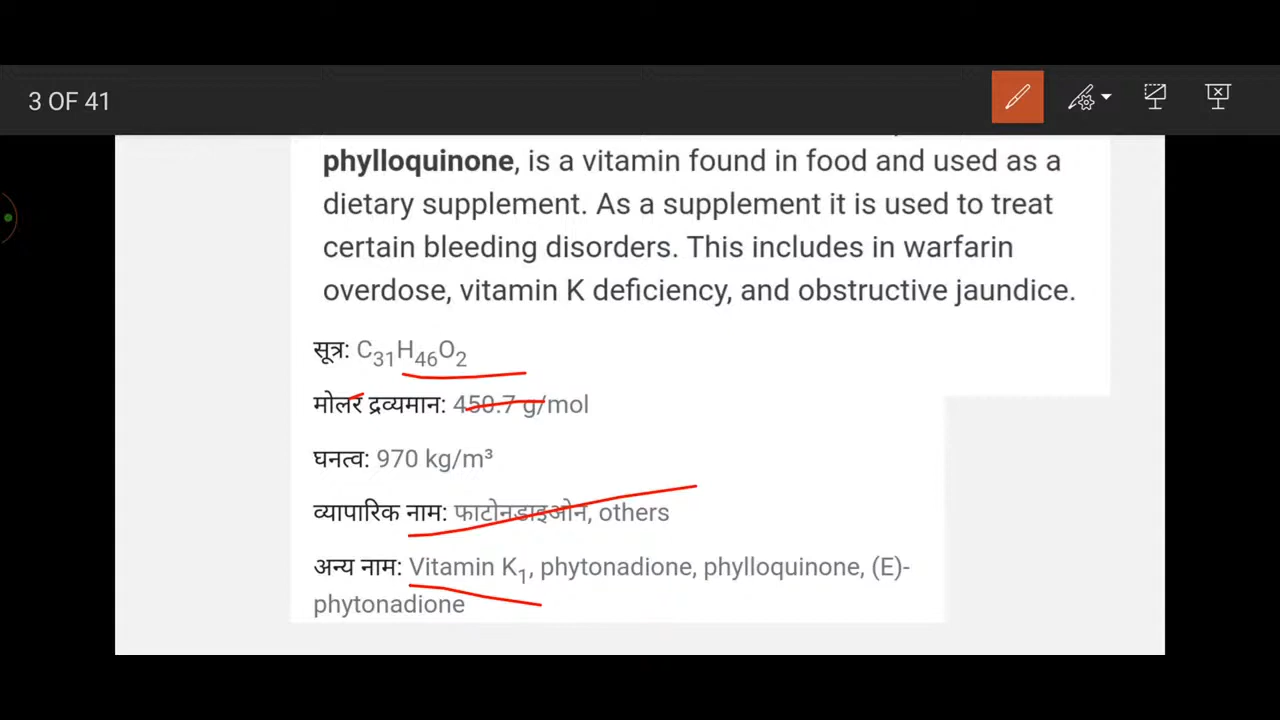 3 OF 41
phylloquinone, is a vitamin found in food and used as a
dietary supplement. As a supplement it is used to treat
certain bleeding disorders. This includes in warfarin
overdose, vitamin K deficiency, and obstructive jaundice.
सूत्र: C₃₁H₄₆O₂
मोलर द्रव्यमान: 450.7 g/mol
घनत्व: 970 kg/m³
व्यापारिक नाम: फाटोनडाइओन, others
अन्य नाम: Vitamin K₁, phytonadione, phylloquinone, (E)-
phytonadione